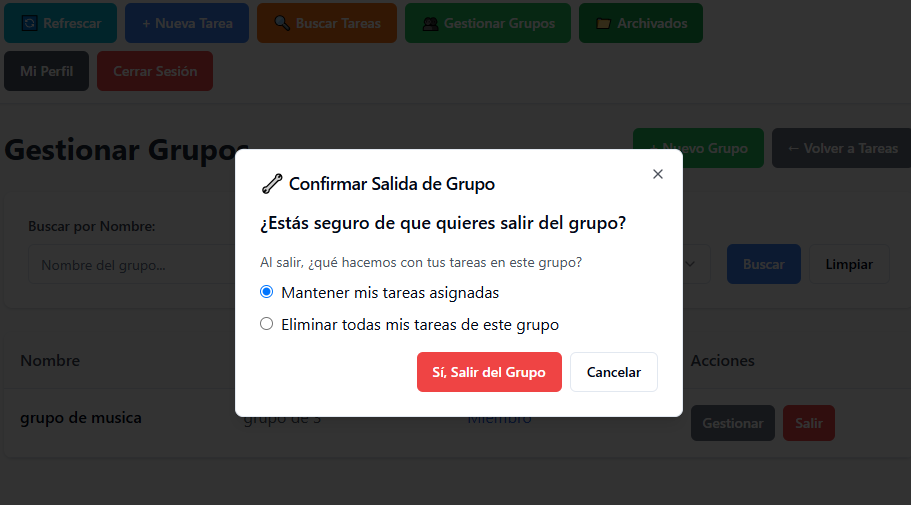 Refrescar
+ Nueva Tarea
Buscar Tareas
Gestionar Grupos
Archivados
Mi Perfil
Cerrar Sesión
Gestionar Grupos
+ Nuevo Grupo
← Volver a Tareas
Confirmar Salida de Grupo
×
¿Estás seguro de que quieres salir del grupo?
Al salir, ¿qué hacemos con tus tareas en este grupo?
Mantener mis tareas asignadas
Eliminar todas mis tareas de este grupo
Sí, Salir del Grupo
Cancelar
Buscar por Nombre:
Nombre del grupo...
Buscar
Limpiar
Nombre
Acciones
grupo de musica
grupo de 3
Miembro
Gestionar
Salir